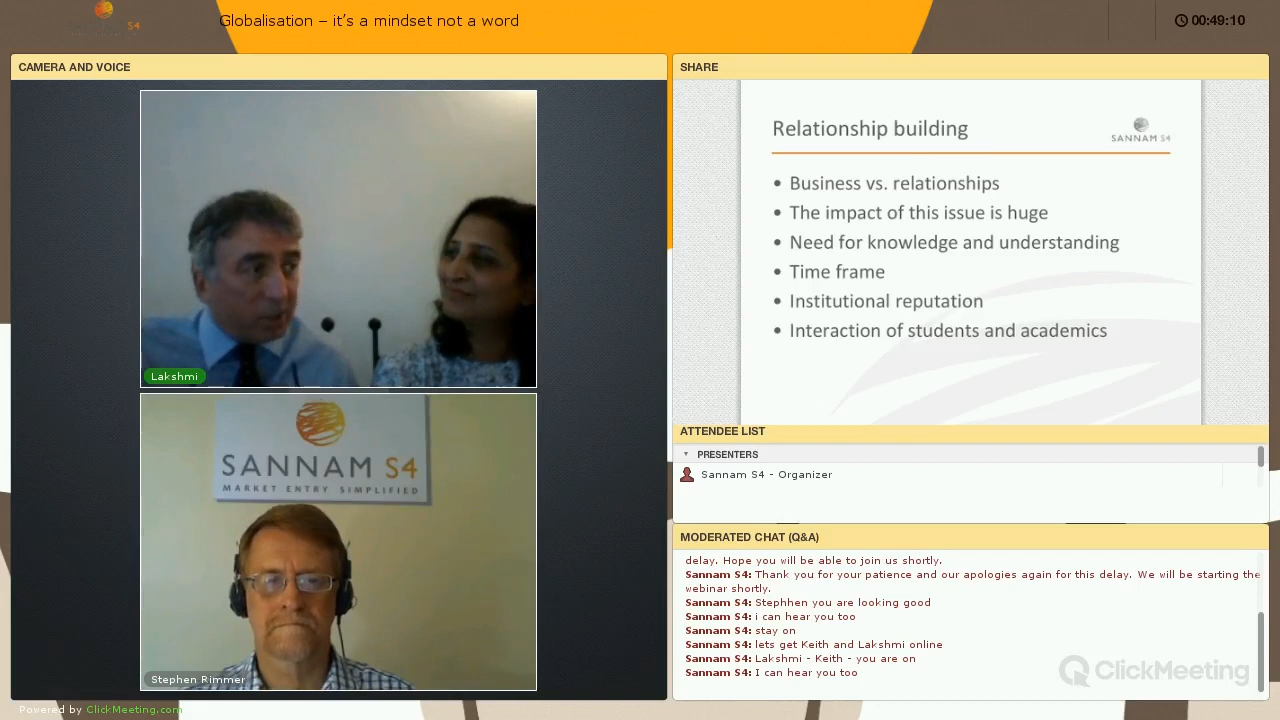 S4
Globalisation – it's a mindset not a word
00:49:10
CAMERA AND VOICE
Lakshmi
SANNAM S4
MARKET ENTRY SIMPLIFIED
Stephen Rimmer
Powered by ClickMeeting.com
SHARE
Relationship building
SANNAM S4
• Business vs. relationships
• The impact of this issue is huge
• Need for knowledge and understanding
• Time frame
• Institutional reputation
• Interaction of students and academics
ATTENDEE LIST
PRESENTERS
Sannam S4 - Organizer
MODERATED CHAT (Q&A)
delay. Hope you will be able to join us shortly.
Sannam S4: Thank you for your patience and our apologies again for this delay. We will be starting the
webinar shortly.
Sannam S4: Stephhen you are looking good
Sannam S4: i can hear you too
Sannam S4: stay on
Sannam S4: lets get Keith and Lakshmi online
Sannam S4: Lakshmi - Keith - you are on
Sannam S4: I can hear you too
ClickMeeting